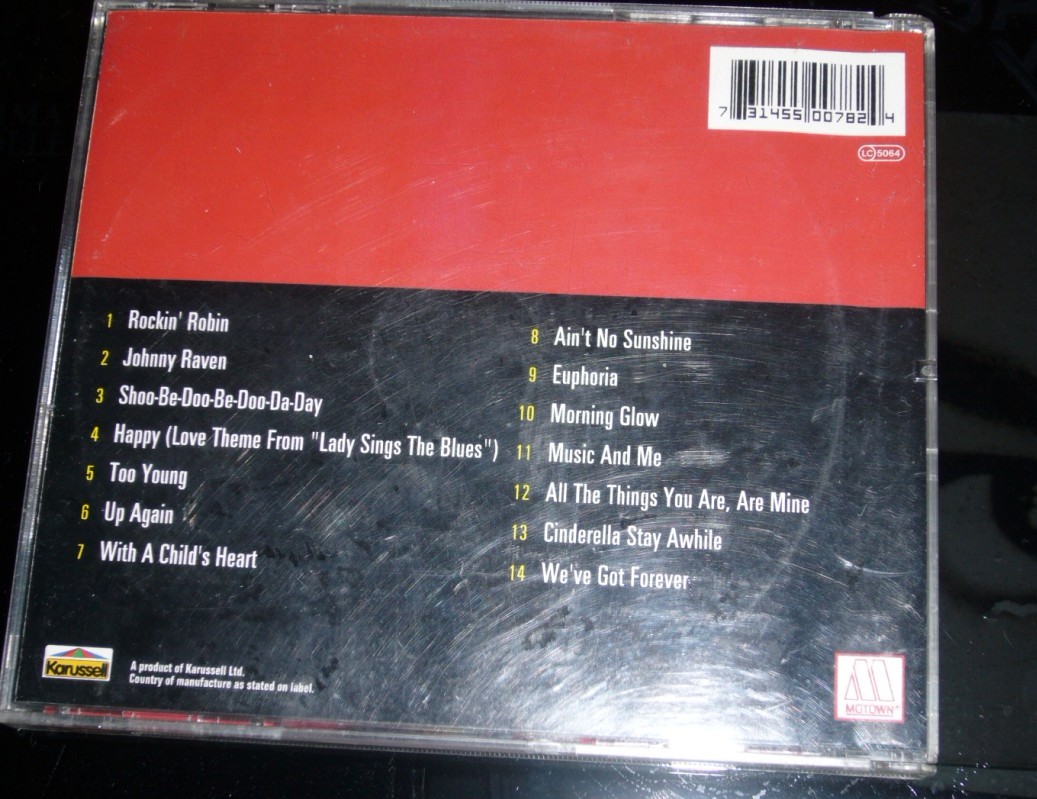 7 31455 00782 4
LC 5064
1 Rockin' Robin
2 Johnny Raven
3 Shoo-Be-Doo-Be-Doo-Da-Day
4 Happy (Love Theme From "Lady Sings The Blues")
5 Too Young
6 Up Again
7 With A Child's Heart
8 Ain't No Sunshine
9 Euphoria
10 Morning Glow
11 Music And Me
12 All The Things You Are, Are Mine
13 Cinderella Stay Awhile
14 We've Got Forever
Karussell
A product of Karussell Ltd.
Country of manufacture as stated on label.
MOTOWN